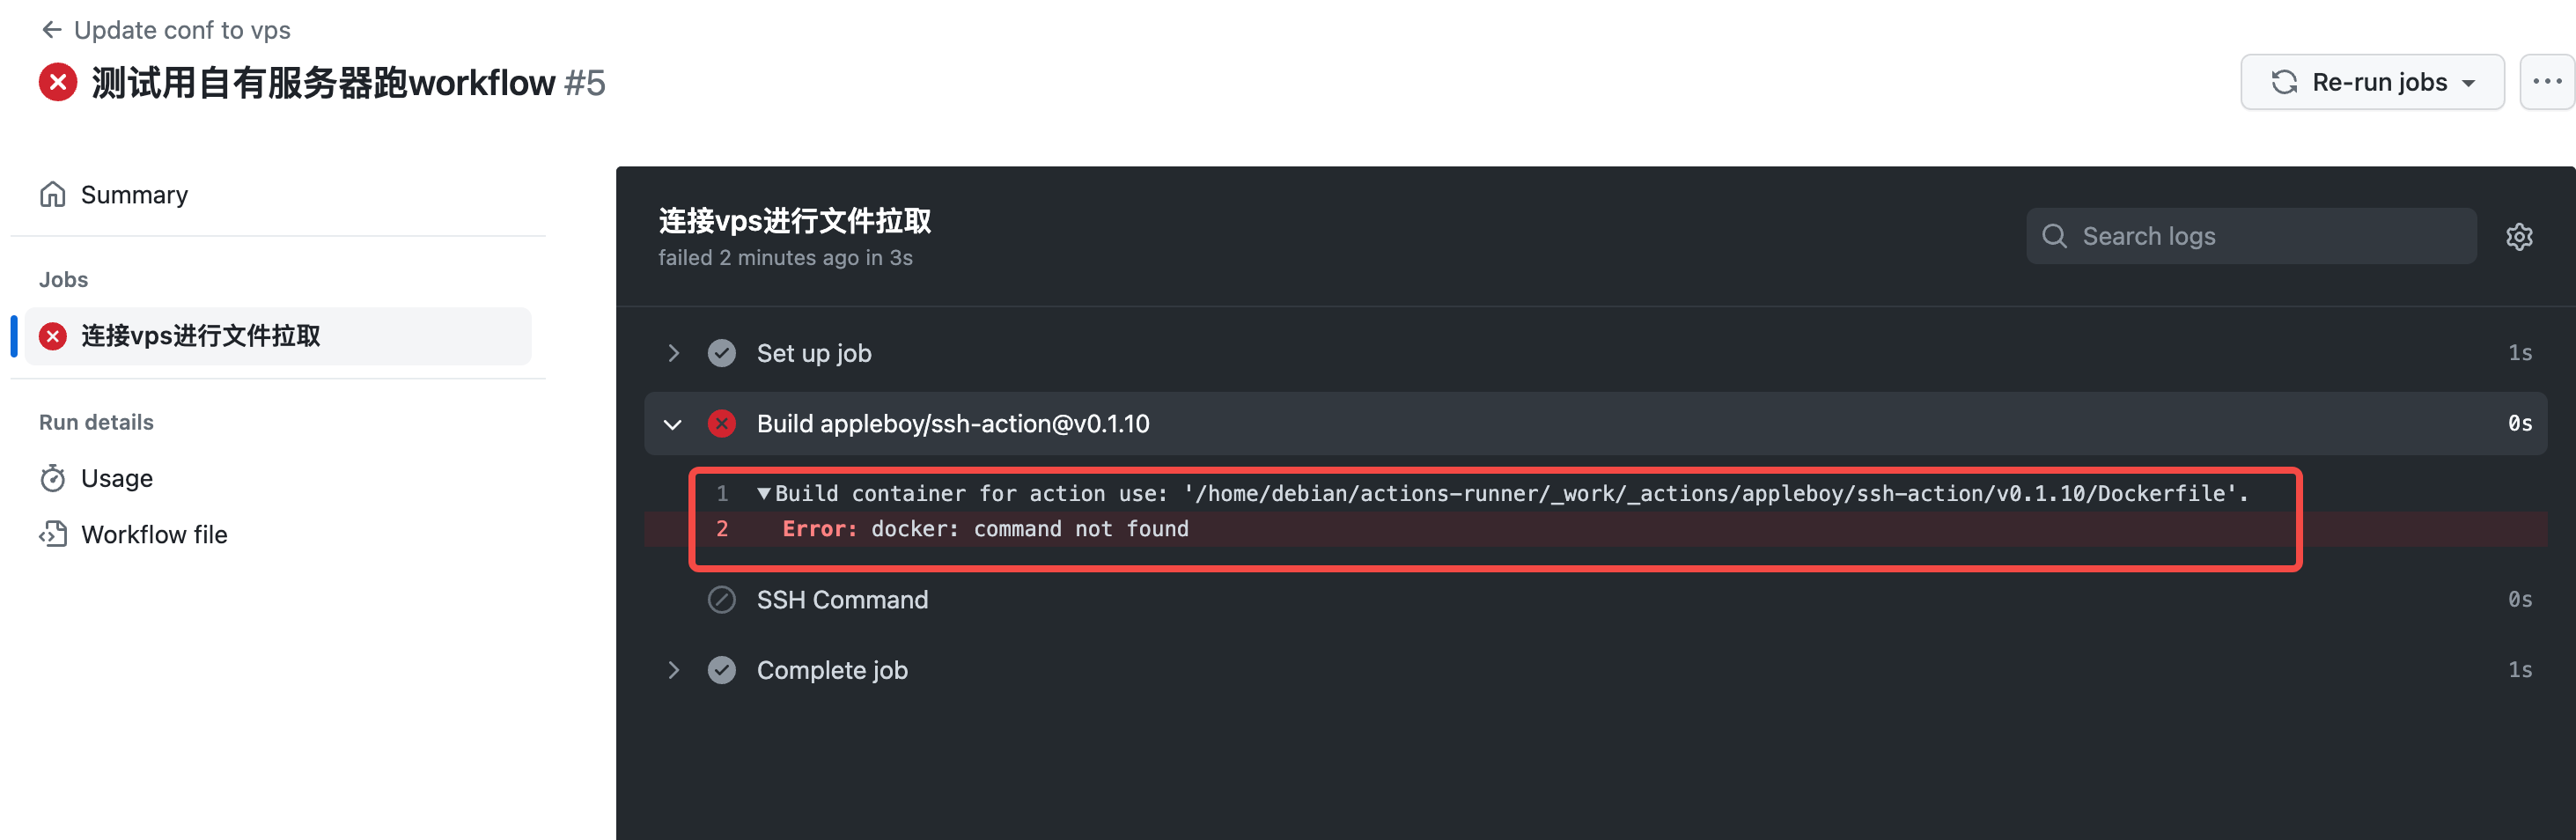 Update conf to vps
测试用自有服务器跑workflow #5
Re-run jobs
Summary
Jobs
连接vps进行文件拉取
Run details
Usage
Workflow file
连接vps进行文件拉取
failed 2 minutes ago in 3s
Search logs
Set up job 1s
Build appleboy/ssh-action@v0.1.10 0s
1 ▼Build container for action use: '/home/debian/actions-runner/_work/_actions/appleboy/ssh-action/v0.1.10/Dockerfile'.
2 Error: docker: command not found
SSH Command 0s
Complete job 1s